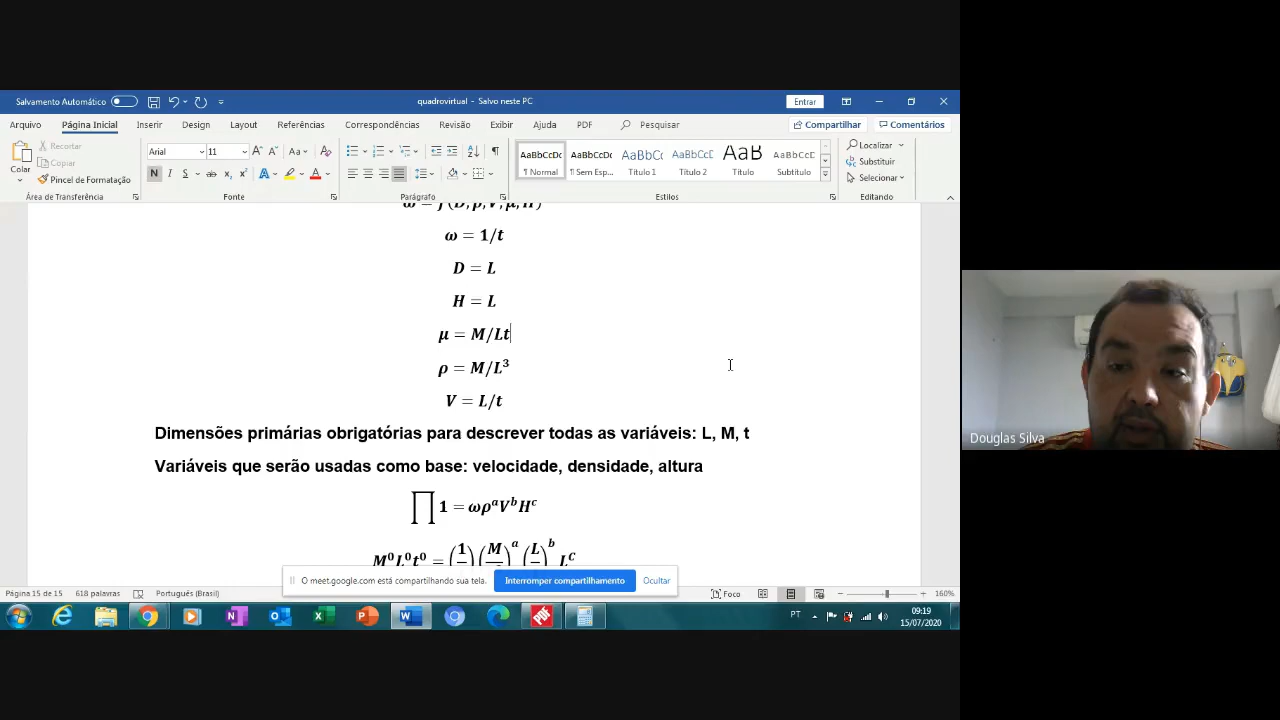 Salvamento Automático
quadrovirtual - Salvo neste PC
Entrar
Arquivo Página Inicial Inserir Design Layout Referências Correspondências Revisão Exibir Ajuda PDF Pesquisar Compartilhar Comentários
Colar
Recortar
Copiar
Pincel de Formatação
Área de Transferência
Arial 11
Fonte
Parágrafo
AaBbCcDc AaBbCcDc AaBbCc AaBbCcD AaB AaBbCcD
¶ Normal ¶ Sem Esp... Título 1 Título 2 Título Subtítulo
Estilos
Localizar
Substituir
Selecionar
Editando
ω = f(D, ρ, V, μ, H)
ω = 1/t
D = L
H = L
μ = M/Lt
ρ = M/L³
V = L/t
Dimensões primárias obrigatórias para descrever todas as variáveis: L, M, t
Variáveis que serão usadas como base: velocidade, densidade, altura
∏ 1 = ωρᵃVᵇHᶜ
M⁰L⁰t⁰ = (1/ ) (M/ )ᵃ (L/ )ᵇ Lᶜ
O meet.google.com está compartilhando sua tela.
Interromper compartilhamento
Ocultar
Página 15 de 15 618 palavras Português (Brasil) Foco 160%
PT
09:19
15/07/2020
Douglas Silva